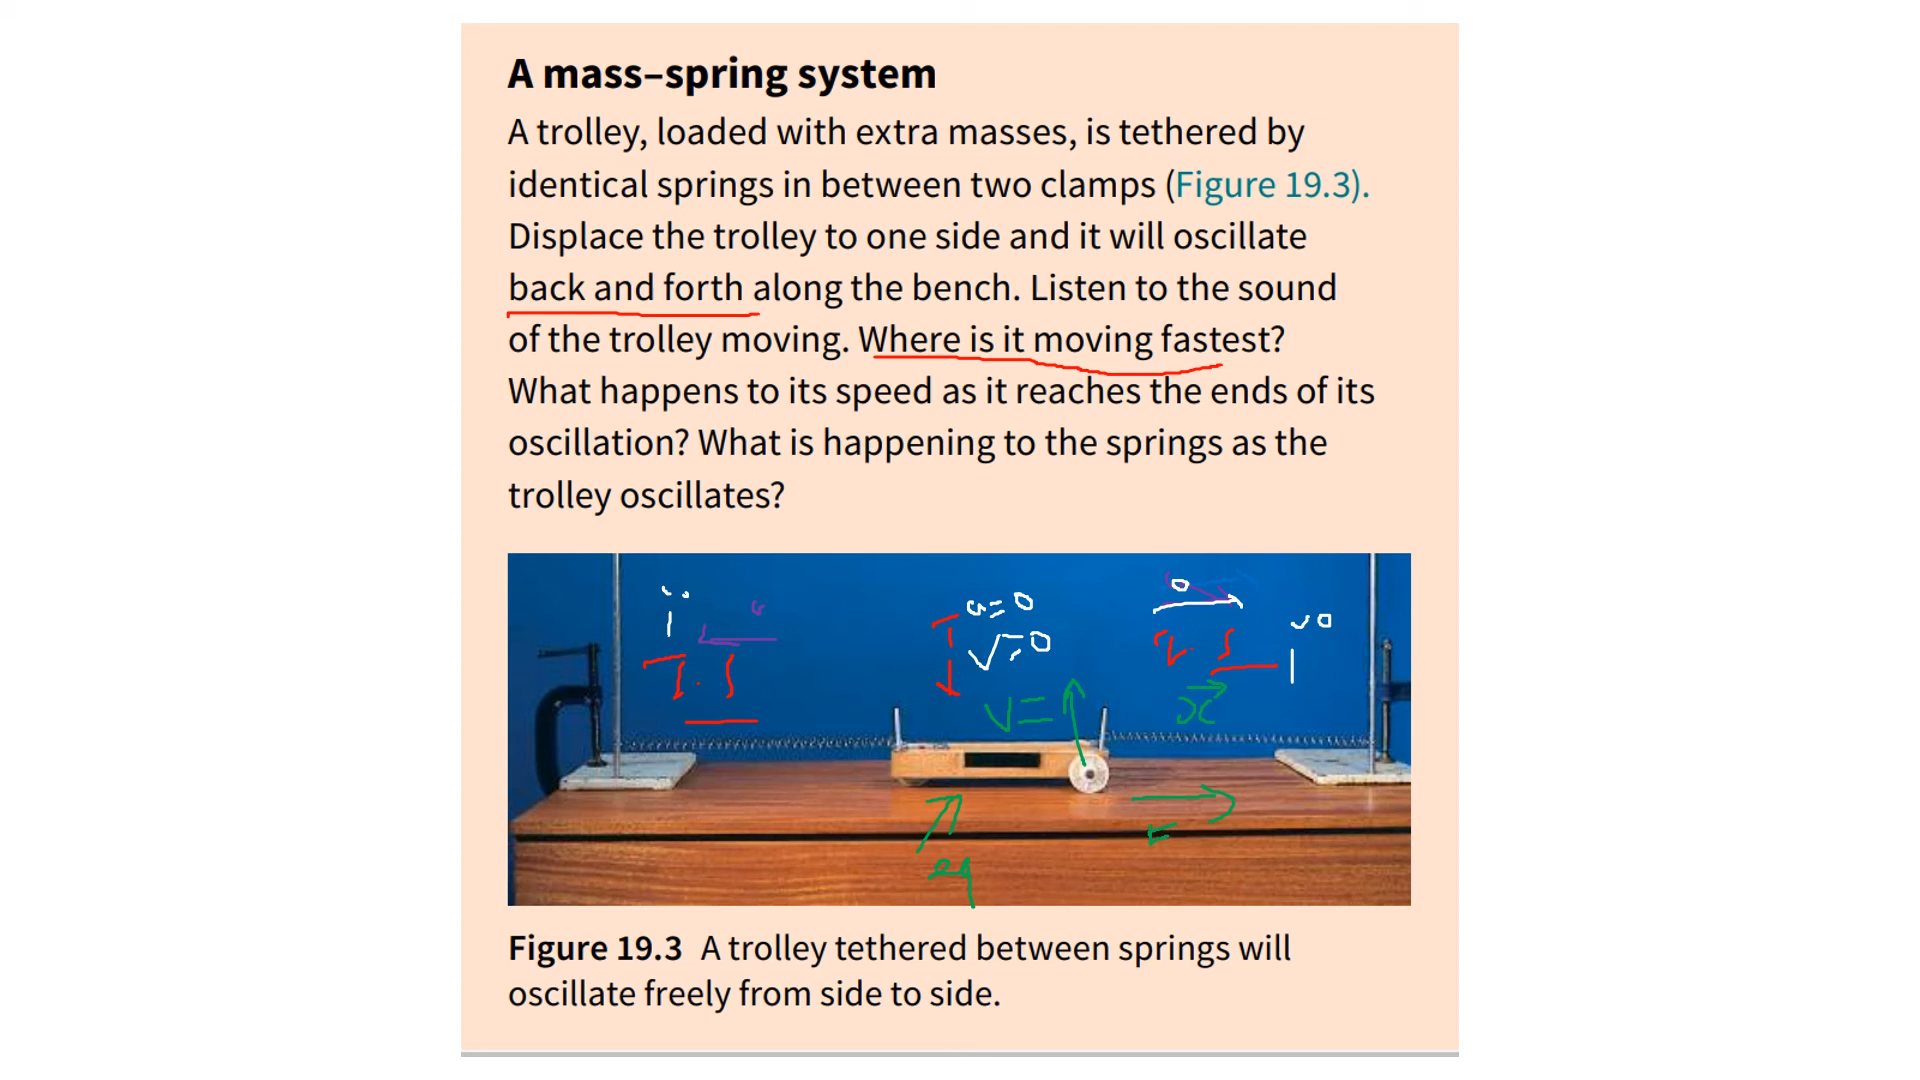 A mass–spring system
A trolley, loaded with extra masses, is tethered by
identical springs in between two clamps (Figure 19.3).
Displace the trolley to one side and it will oscillate
back and forth along the bench. Listen to the sound
of the trolley moving. Where is it moving fastest?
What happens to its speed as it reaches the ends of its
oscillation? What is happening to the springs as the
trolley oscillates?
a=0
V=
x
eq
Figure 19.3 A trolley tethered between springs will
oscillate freely from side to side.